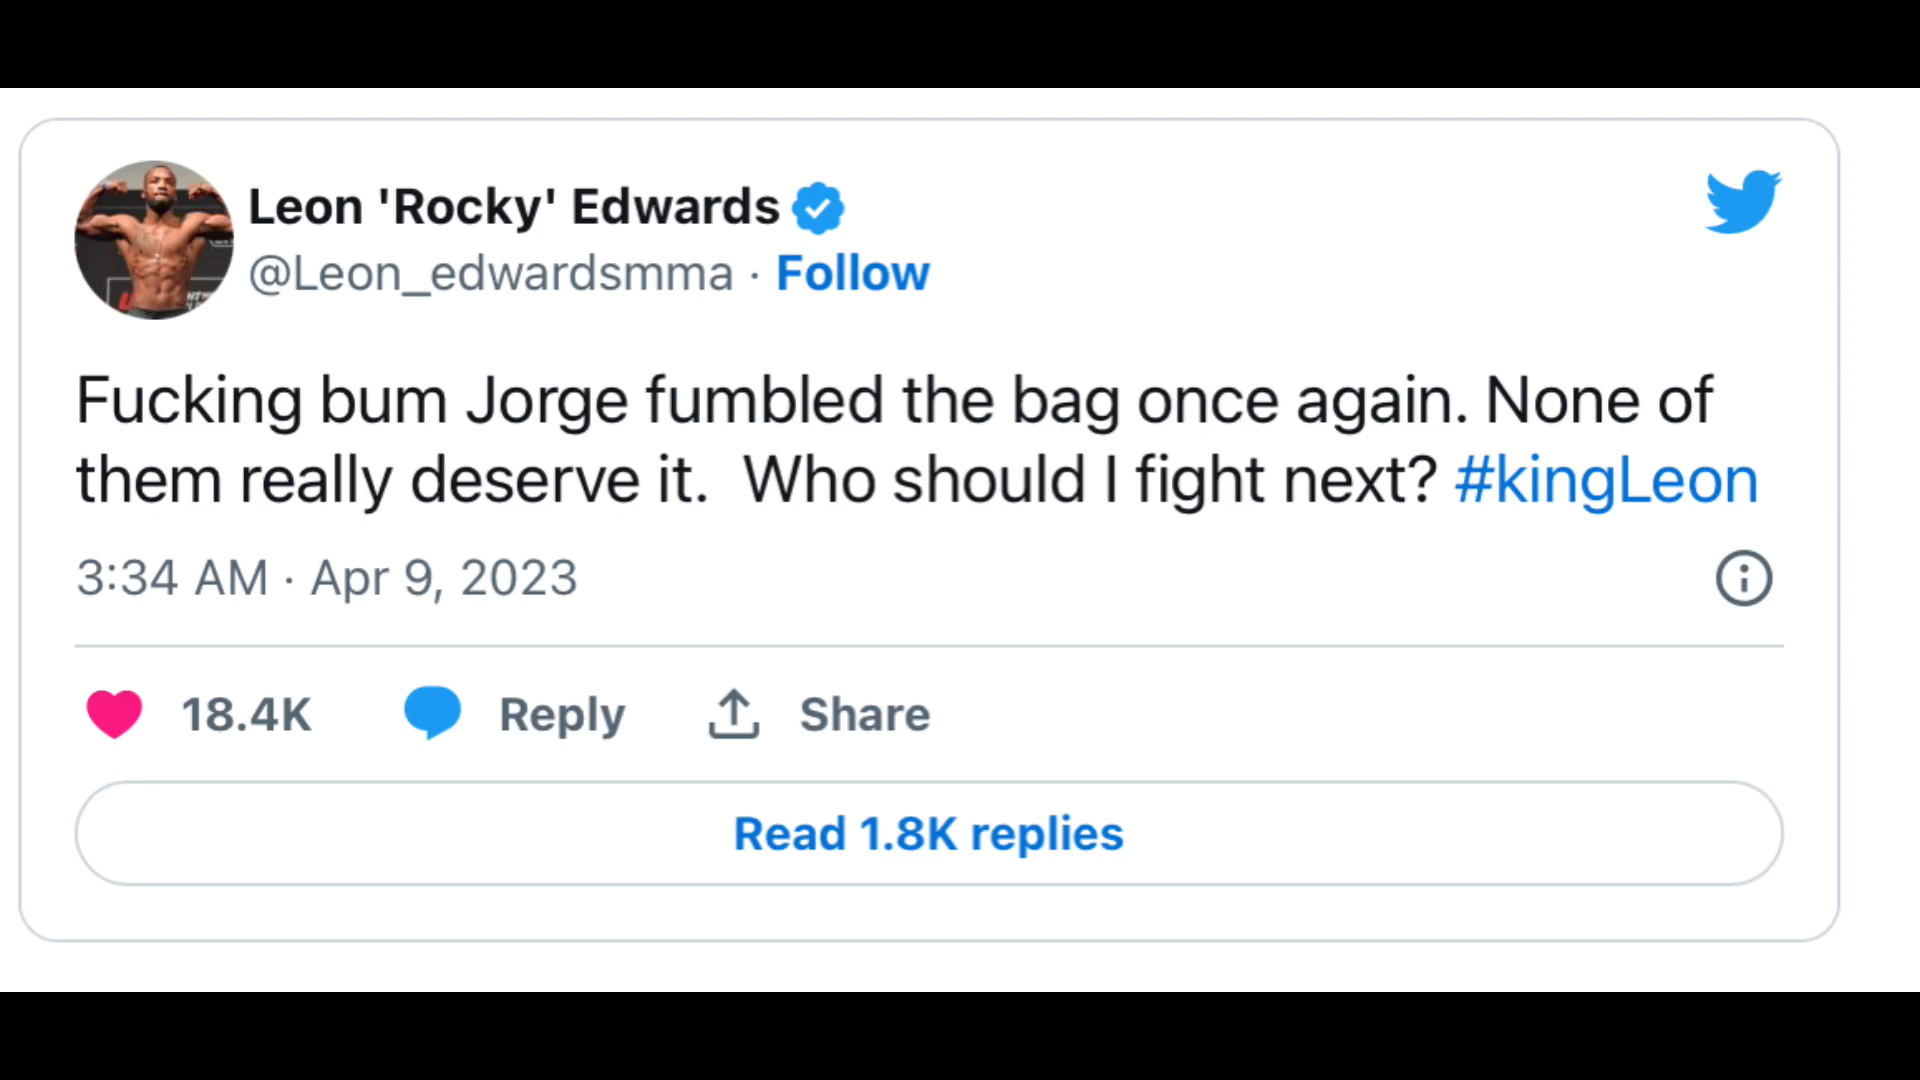 Leon 'Rocky' Edwards
@Leon_edwardsmma · Follow
Fucking bum Jorge fumbled the bag once again. None of
them really deserve it.  Who should I fight next? #kingLeon
3:34 AM · Apr 9, 2023
18.4K Reply Share
Read 1.8K replies